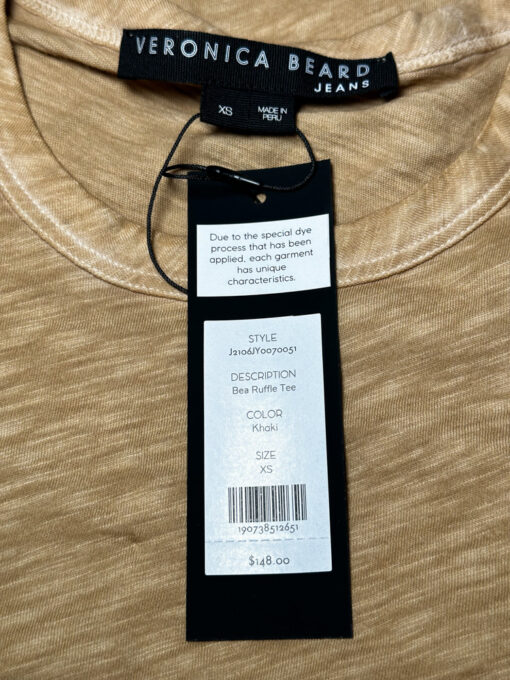 VERONICA BEARD
JEANS
XS
MADE IN
PERU
Due to the special dye
process that has been
applied, each garment
has unique
characteristics.
STYLE
J2106JY0070051
DESCRIPTION
Bea Ruffle Tee
COLOR
Khaki
SIZE
XS
190738512651
$148.00